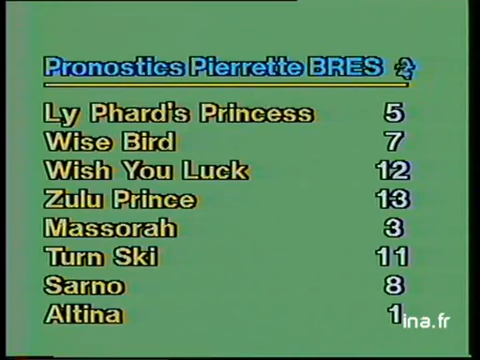 Pronostics Pierrette BRES
Ly Phard's Princess 5
Wise Bird 7
Wish You Luck 12
Zulu Prince 13
Massorah 3
Turn Ski 11
Sarno 8
Altina 1
ina.fr